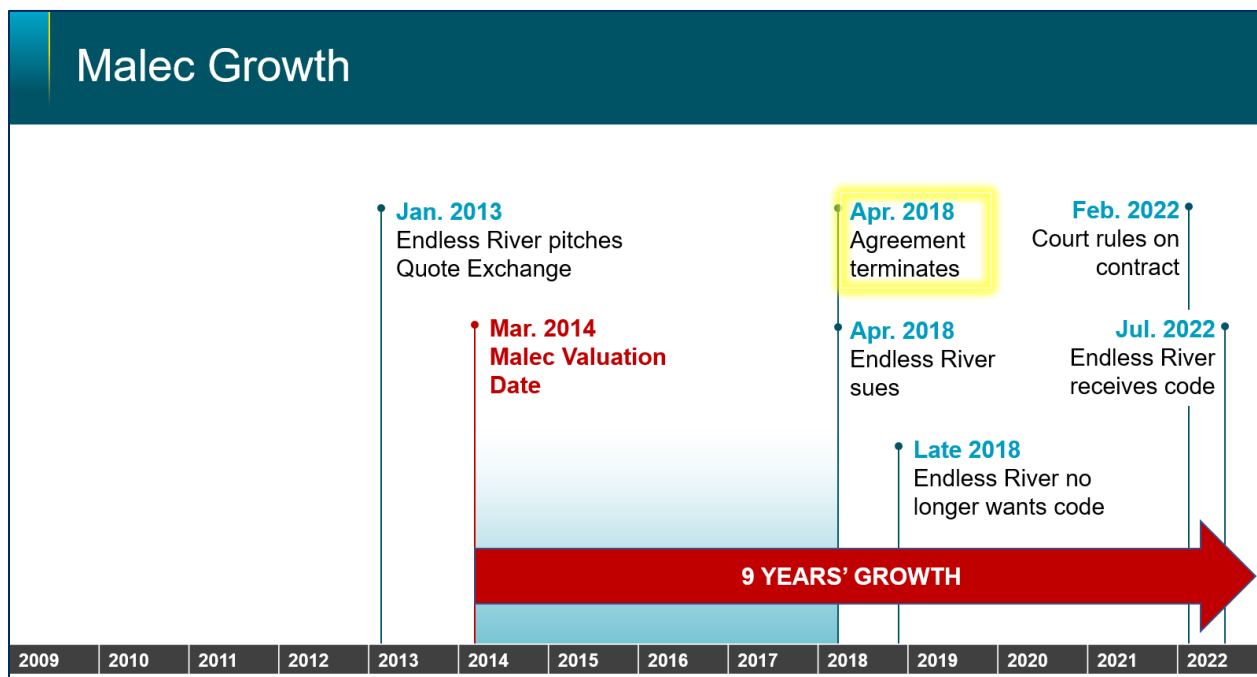 Malec Growth
Jan. 2013
Endless River pitches
Quote Exchange
Mar. 2014
Malec Valuation
Date
Apr. 2018
Agreement
terminates
Apr. 2018
Endless River
sues
Late 2018
Endless River no
longer wants code
Feb. 2022
Court rules on
contract
Jul. 2022
Endless River
receives code
9 YEARS' GROWTH
2009 2010 2011 2012 2013 2014 2015 2016 2017 2018 2019 2020 2021 2022